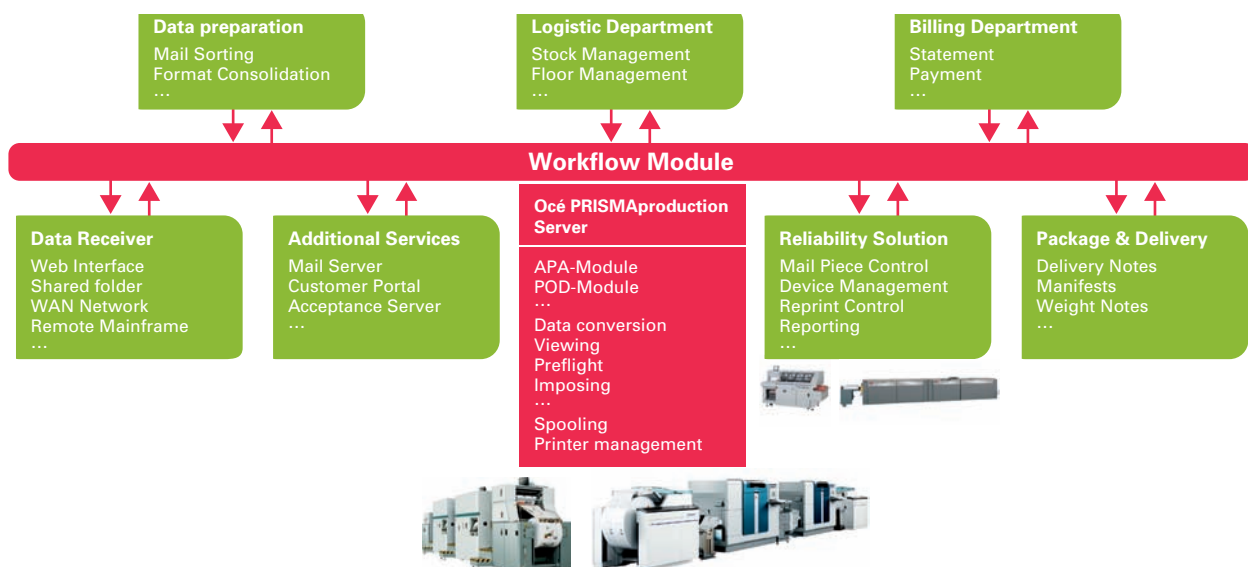 Data preparation
Mail Sorting
Format Consolidation
…
Logistic Department
Stock Management
Floor Management
…
Billing Department
Statement
Payment
…
Workflow Module
Data Receiver
Web Interface
Shared folder
WAN Network
Remote Mainframe
…
Additional Services
Mail Server
Customer Portal
Acceptance Server
…
Océ PRISMAproduction
Server
APA-Module
POD-Module
…
Data conversion
Viewing
Preflight
Imposing
…
Spooling
Printer management
Reliability Solution
Mail Piece Control
Device Management
Reprint Control
Reporting
…
Package & Delivery
Delivery Notes
Manifests
Weight Notes
…